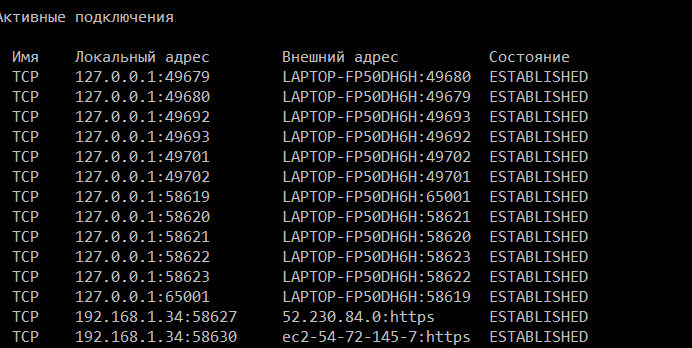 Активные подключения
Имя Локальный адрес Внешний адрес Состояние
TCP 127.0.0.1:49679 LAPTOP-FP50DH6H:49680 ESTABLISHED
TCP 127.0.0.1:49680 LAPTOP-FP50DH6H:49679 ESTABLISHED
TCP 127.0.0.1:49692 LAPTOP-FP50DH6H:49693 ESTABLISHED
TCP 127.0.0.1:49693 LAPTOP-FP50DH6H:49692 ESTABLISHED
TCP 127.0.0.1:49701 LAPTOP-FP50DH6H:49702 ESTABLISHED
TCP 127.0.0.1:49702 LAPTOP-FP50DH6H:49701 ESTABLISHED
TCP 127.0.0.1:58619 LAPTOP-FP50DH6H:65001 ESTABLISHED
TCP 127.0.0.1:58620 LAPTOP-FP50DH6H:58621 ESTABLISHED
TCP 127.0.0.1:58621 LAPTOP-FP50DH6H:58620 ESTABLISHED
TCP 127.0.0.1:58622 LAPTOP-FP50DH6H:58623 ESTABLISHED
TCP 127.0.0.1:58623 LAPTOP-FP50DH6H:58622 ESTABLISHED
TCP 127.0.0.1:65001 LAPTOP-FP50DH6H:58619 ESTABLISHED
TCP 192.168.1.34:58627 52.230.84.0:https ESTABLISHED
TCP 192.168.1.34:58630 ec2-54-72-145-7:https ESTABLISHED